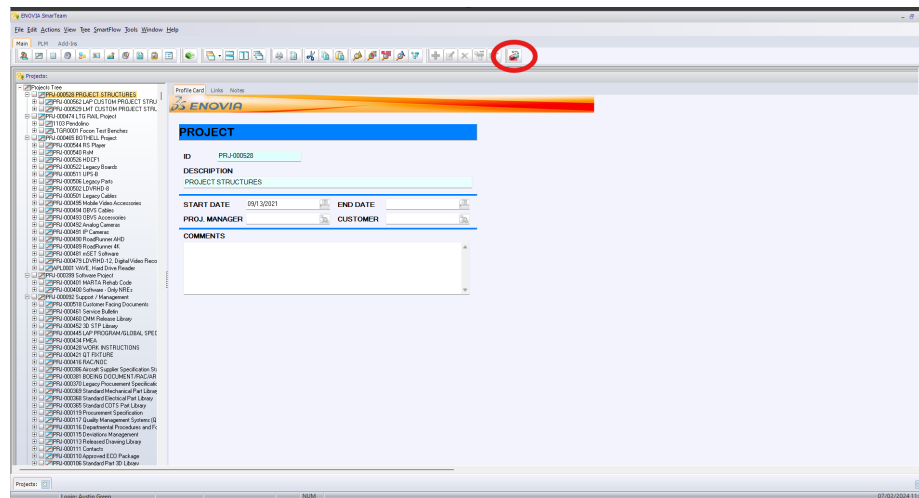 ENOVIA SmarTeam
File Edit Actions View Tree SmartFlow Tools Window Help
Main PLM Add-Ins
Projects:
Projects Tree
PRJ-000528 PROJECT STRUCTURES
PRJ-000562 LAP CUSTOM PROJECT STRU
PRJ-000529 LMT CUSTOM PROJECT STRU
PRJ-000474 LTG RAIL Project
1103 Pendolino
LTGR0001 Focon Test Benches
PRJ-000465 BOTHELL Project
PRJ-000544 RS Player
PRJ-000540 RsM
PRJ-000526 HDCF1
PRJ-000522 Legacy Boards
PRJ-000511 UPS-B
PRJ-000506 Legacy Parts
PRJ-000502 LDVRHD-8
PRJ-000501 Legacy Cables
PRJ-000495 Mobile Video Accessories
PRJ-000494 OBVS Cables
PRJ-000493 OBVS Accessories
PRJ-000492 Analog Cameras
PRJ-000491 IP Cameras
PRJ-000490 RoadRunner AHD
PRJ-000489 RoadRunner 4K
PRJ-000481 mSET Software
PRJ-000479 LDVRHD-12, Digital Video Reco
APL0001 VAVE, Hard Drive Reader
PRJ-000399 Software Project
PRJ-000401 MARTA Rehab Code
PRJ-000400 Software - Only NREs
PRJ-000092 Support / Management
PRJ-000518 Customer Facing Documents
PRJ-000461 Service Bulletin
PRJ-000460 CMM Release Library
PRJ-000452 3D STP Library
PRJ-000445 LAP PROGRAM/GLOBAL SPEC
PRJ-000434 FMEA
PRJ-000428 WORK INSTRUCTIONS
PRJ-000421 QT FIXTURE
PRJ-000416 RAC/NOC
PRJ-000386 Aircraft Supplier Specification Sta
PRJ-000381 BOEING DOCUMENT/RAC/AR
PRJ-000370 Legacy Procurement Specificatio
PRJ-000369 Standard Mechanical Part Library
PRJ-000368 Standard Electrical Part Library
PRJ-000365 Standard COTS Part Library
PRJ-000119 Procurement Specification
PRJ-000117 Quality Management Systems (Q
PRJ-000116 Departmental Procedures and Fo
PRJ-000115 Deviations Management
PRJ-000113 Released Drawing Library
PRJ-000111 Contacts
PRJ-000110 Approved ECO Package
PRJ-000106 Standard Part 3D Library
Profile Card Links Notes
ENOVIA
PROJECT
ID PRJ-000528
DESCRIPTION
PROJECT STRUCTURES
START DATE 09/13/2021 END DATE
PROJ. MANAGER CUSTOMER
COMMENTS
Projects:
Login: Austin Green NUM 07/02/2024 11